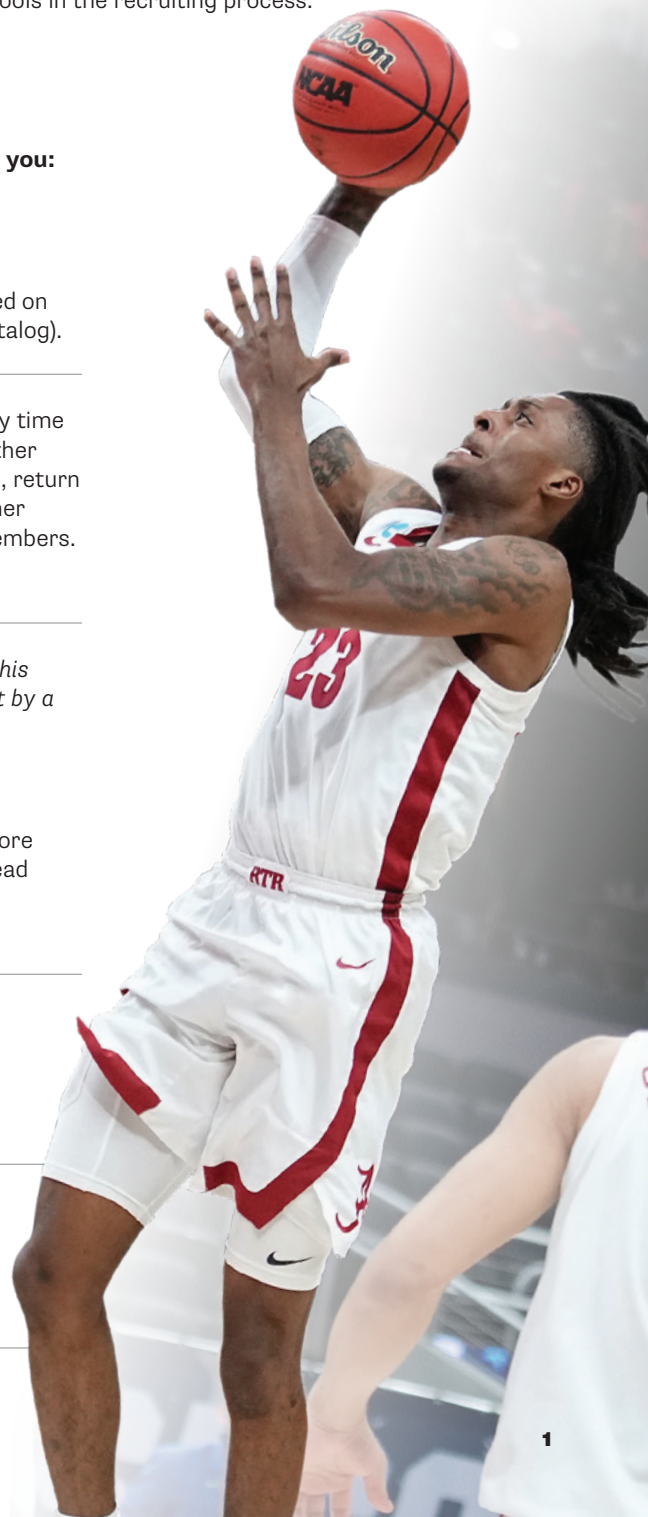 ools in the recruiting process.
Wilson
NCAA
you:
ed on
talog).
y time
ther
, return
ner
embers.
23
his
t by a
ore
ead
RTR
A
1